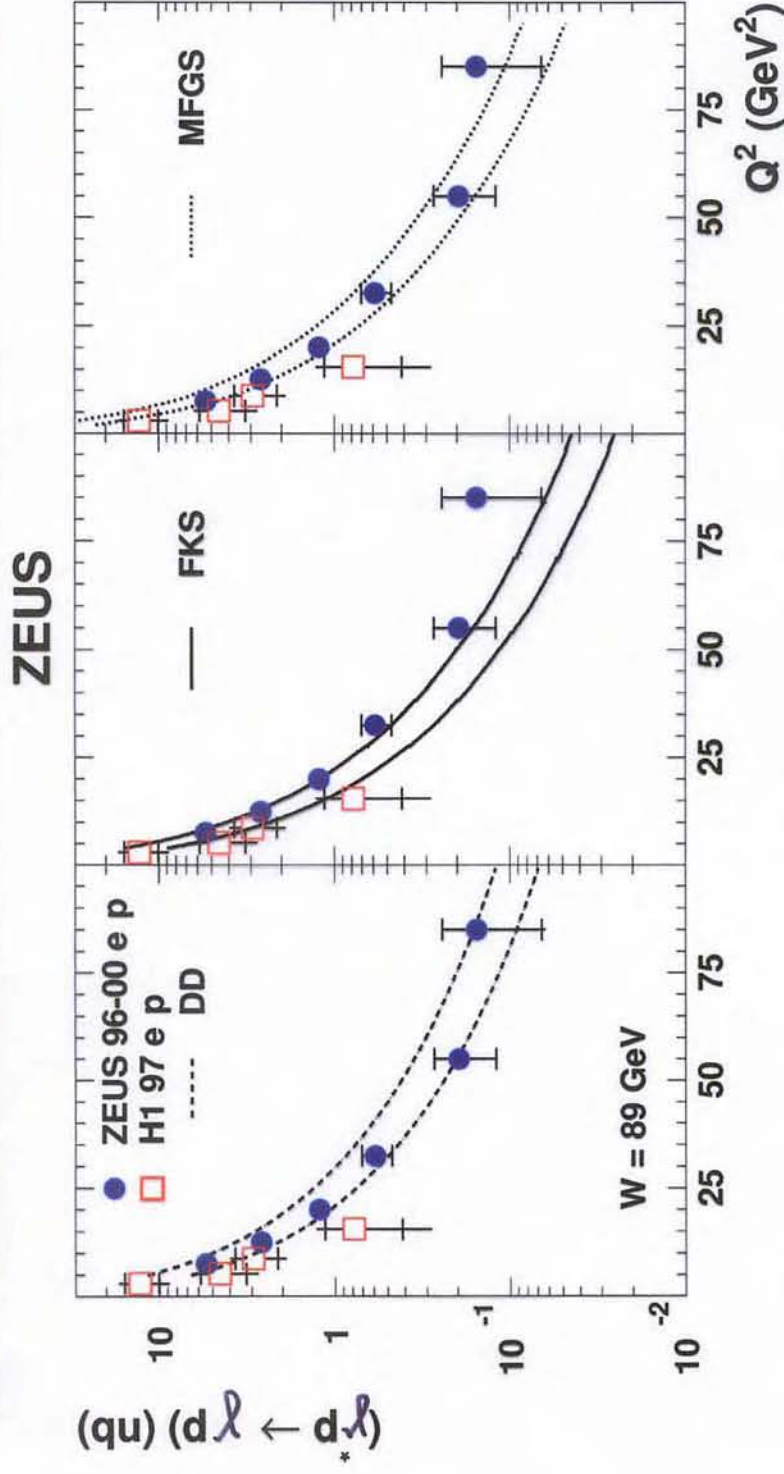 ZEUS
(γ* p → γ p) (nb)
ZEUS 96-00 e p
H1 97 e p
DD
FKS
MFGS
10
1
10⁻¹
10⁻²
W = 89 GeV
25 50 75 25 50 75 25 50 75
Q² (GeV²)